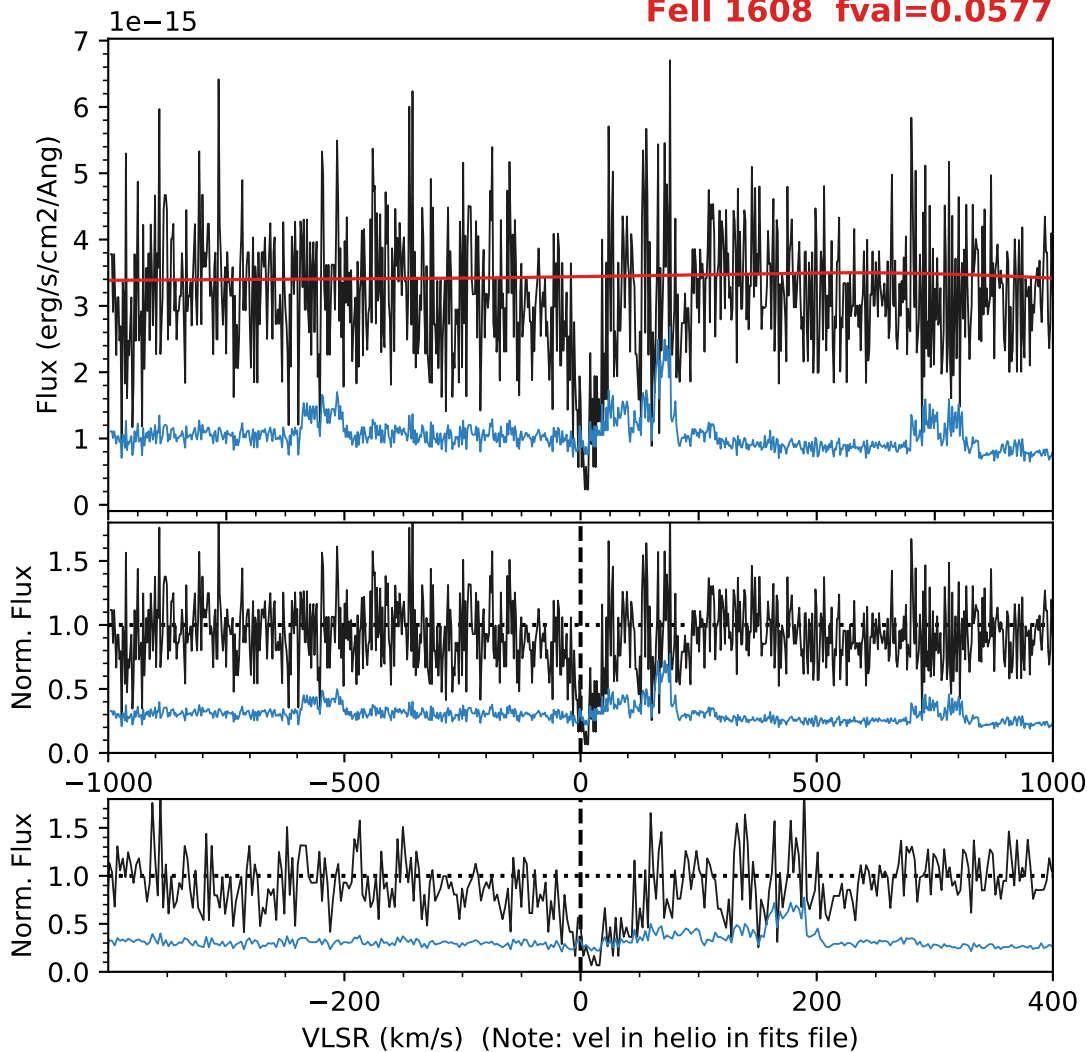 FeII 1608  fval=0.0577
1e−15
7
6
5
4
3
2
1
0
Flux (erg/s/cm2/Ang)
1.5
1.0
0.5
0.0
Norm. Flux
−1000 −500 0 500 1000
1.5
1.0
0.5
0.0
Norm. Flux
−200 0 200 400
VLSR (km/s)  (Note: vel in helio in fits file)